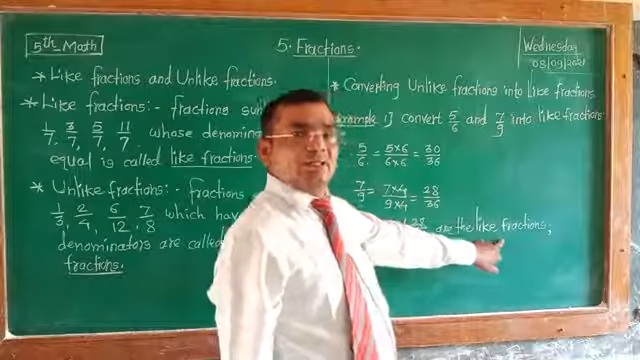 5th Math
5. Fractions
Wednesday
08/09/2021
* Like fractions and Unlike fractions.
* Like fractions:- fractions su
1/7, 3/7, 5/7, 11/7 whose denomin
equal is called like fractions
* Unlike fractions:- fractions
1/3, 2/4, 6/12, 7/8 which hav
denominators are called
fractions.
* Converting Unlike fractions into like fractions.
Example 1) convert 5/6 and 7/9 into like fractions.
5/6 = 5×6/6×6 = 30/36
7/9 = 7×4/9×4 = 28/36
28 are the like fractions,